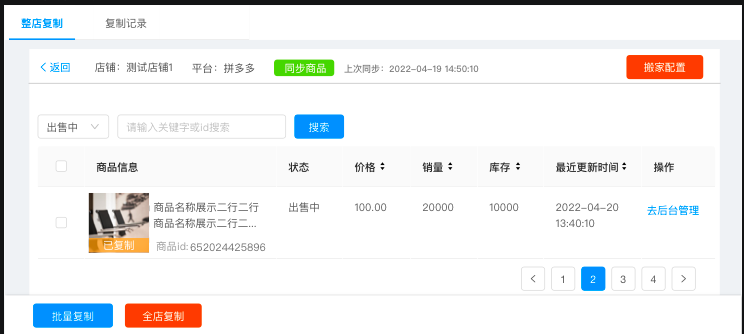 整店复制 复制记录
返回 店铺：测试店铺1 平台：拼多多 同步商品 上次同步：2022-04-19 14:50:10 搬家配置
出售中 请输入关键字或id搜索 搜索
商品信息 状态 价格 销量 库存 最近更新时间 操作
商品名称展示二行二行 出售中 100.00 20000 10000 2022-04-20 去后台管理
商品名称展示二行二... 13:40:10
已复制 商品id: 652024425896
1 2 3 4
批量复制 全店复制